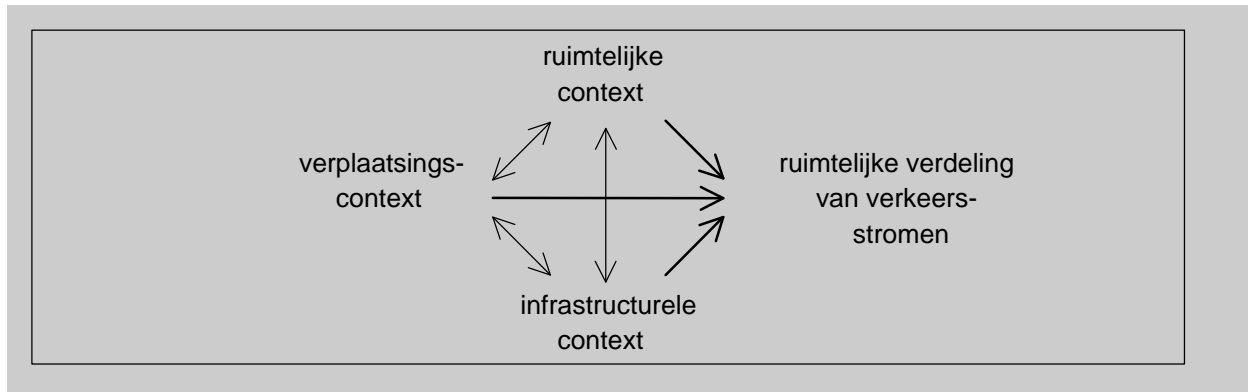 ruimtelijke
context
verplaatsings-
context
ruimtelijke verdeling
van verkeers-
stromen
infrastructurele
context